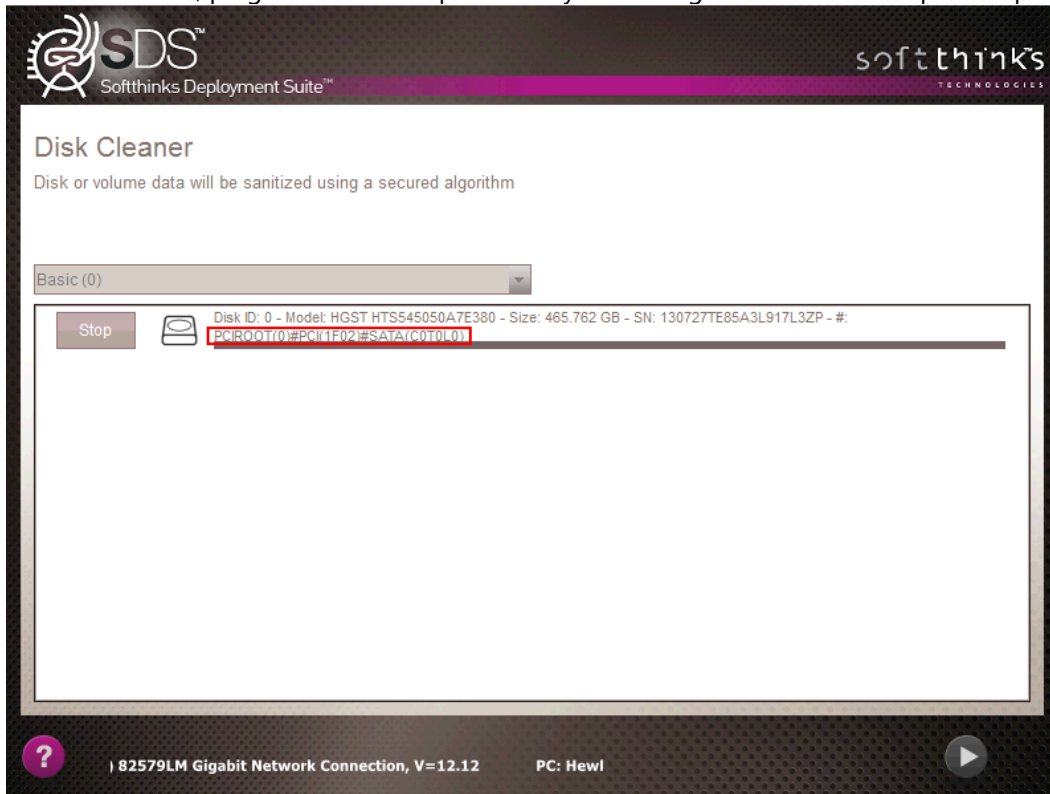 SDS™
Softthinks Deployment Suite™
softthinks™
TECHNOLOGIES
Disk Cleaner
Disk or volume data will be sanitized using a secured algorithm
Basic (0)
Stop
Disk ID: 0 - Model: HGST HTS545050A7E380 - Size: 465.762 GB - SN: 130727TE85A3L917L3ZP - #:
PCIROOT(0)#PCI(1F02)#SATA(C0T0L0)
?
) 82579LM Gigabit Network Connection, V=12.12 PC: Hewl